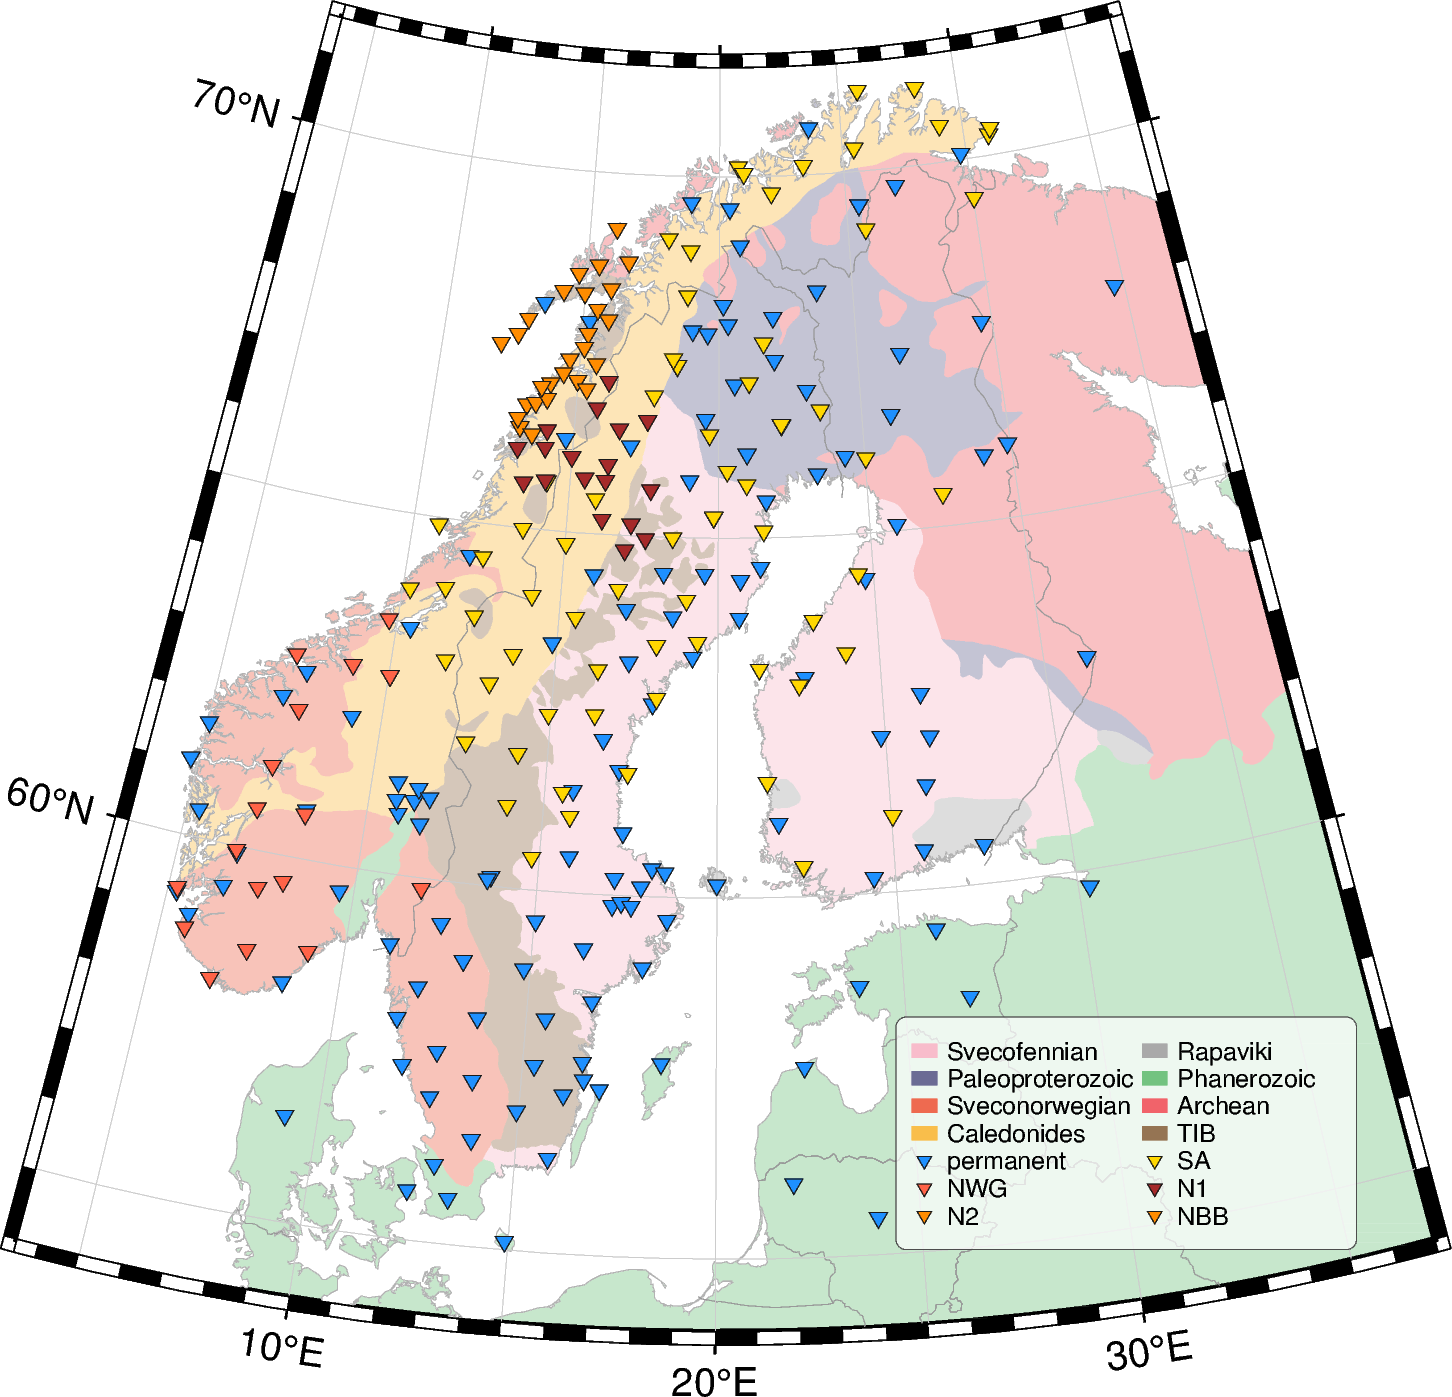 70°N
60°N
Svecofennian Rapaviki
Paleoproterozoic Phanerozoic
Sveconorwegian Archean
Caledonides TIB
permanent SA
NWG N1
N2 NBB
10°E
20°E
30°E